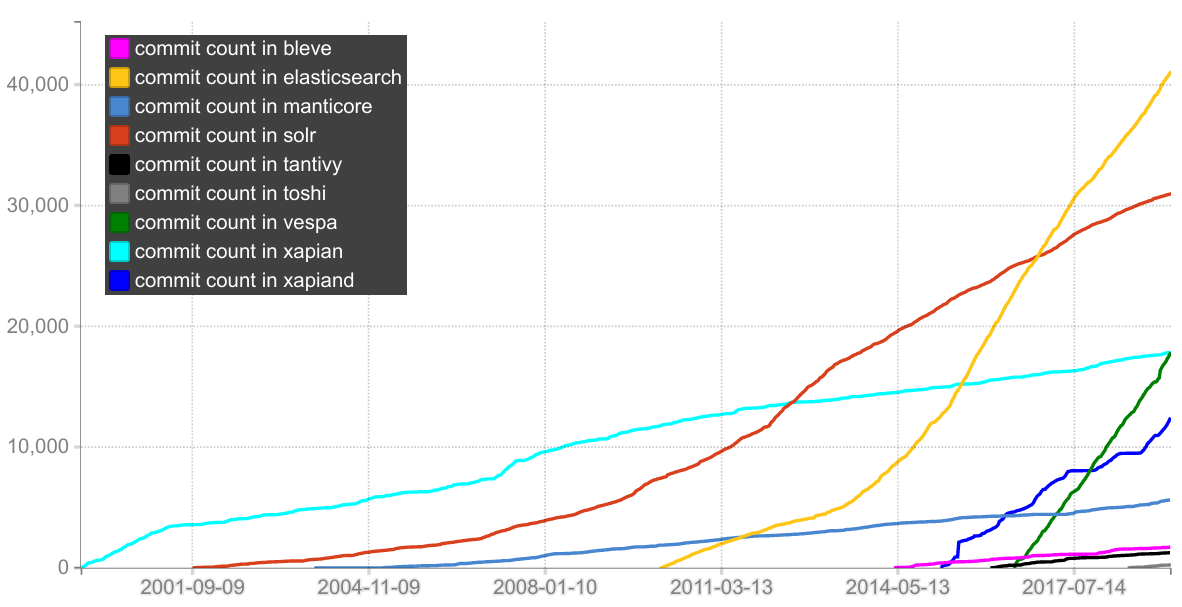 40,000
30,000
20,000
10,000
0
commit count in bleve
commit count in elasticsearch
commit count in manticore
commit count in solr
commit count in tantivy
commit count in toshi
commit count in vespa
commit count in xapian
commit count in xapiand
2001-09-09
2004-11-09
2008-01-10
2011-03-13
2014-05-13
2017-07-14